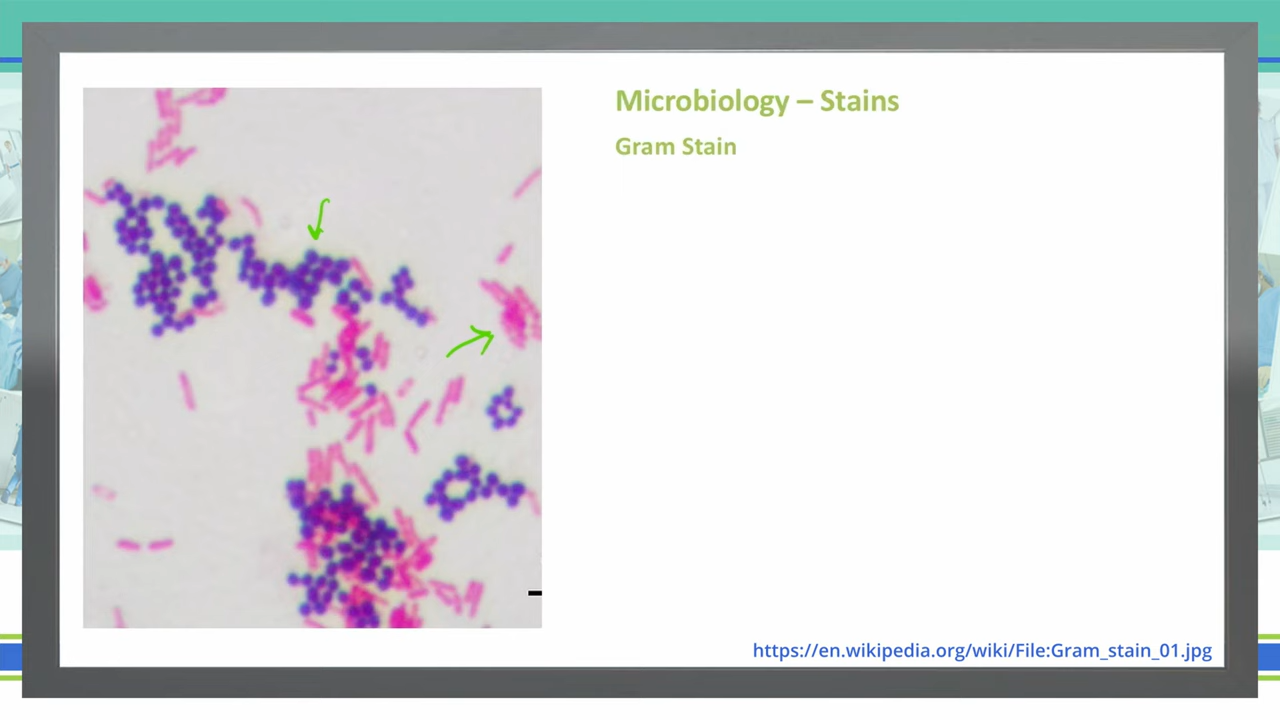 Microbiology – Stains
Gram Stain
https://en.wikipedia.org/wiki/File:Gram_stain_01.jpg